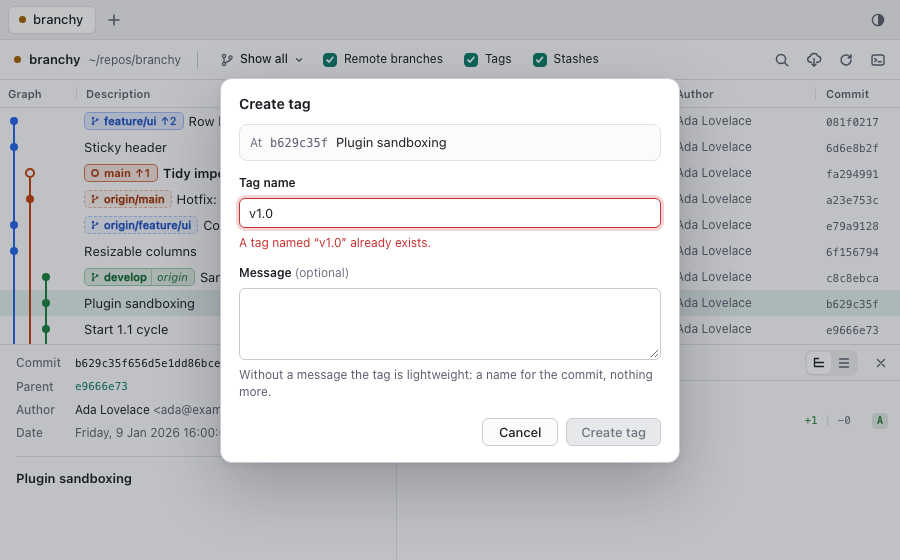 branchy
branchy ~/repos/branchy Show all Remote branches Tags Stashes
Graph Description Author Commit
feature/ui ↑2 Row Ada Lovelace 081f0217
Sticky header Ada Lovelace 6d6e8b2f
main ↑1 Tidy Ada Lovelace fa294991
origin/main Hotfix: Ada Lovelace a23e753c
origin/feature/ui Ada Lovelace e79a9128
Resizable columns Ada Lovelace 6f156794
develop origin Ada Lovelace c8c8ebca
Plugin sandboxing Ada Lovelace b629c35f
Start 1.1 cycle Ada Lovelace e9666e73
Create tag
At b629c35f Plugin sandboxing
Tag name
v1.0
A tag named “v1.0” already exists.
Message (optional)
Without a message the tag is lightweight: a name for the commit, nothing
more.
Cancel Create tag
Commit b629c35f656d5e1dd86bce
Parent e9666e73
Author Ada Lovelace <ada@exam
Date Friday, 9 Jan 2026 16:00:
+1 | −0 A
Plugin sandboxing